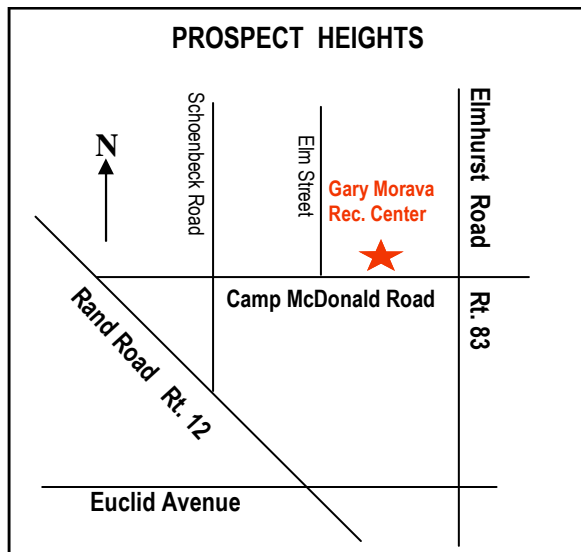 PROSPECT HEIGHTS
N
Schoenbeck Road
Elm Street
Elmhurst Road
Gary Morava
Rec. Center
Camp McDonald Road
Rt. 83
Rand Road Rt. 12
Euclid Avenue